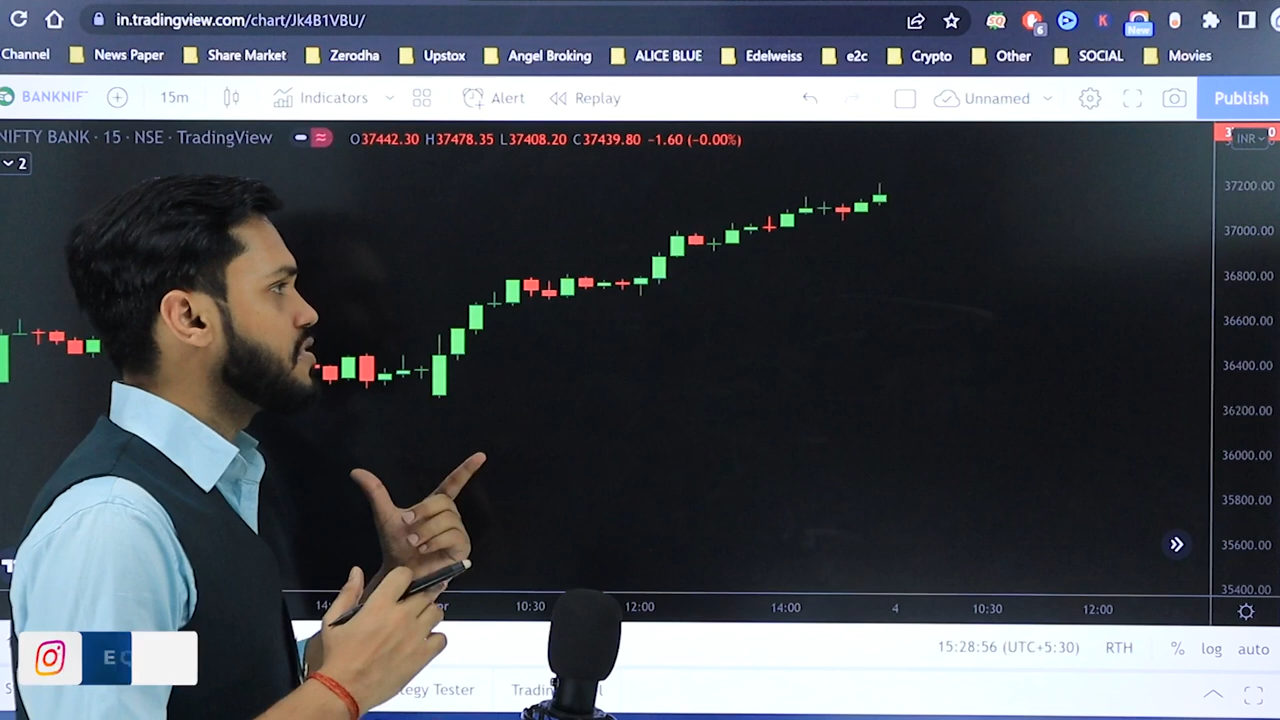 in.tradingview.com/chart/Jk4B1VBU/
6
New
Channel News Paper Share Market Zerodha Upstox Angel Broking ALICE BLUE Edelweiss e2c Crypto Other SOCIAL Movies
BANKNIF 15m Indicators Alert Replay Unnamed Publish
NIFTY BANK · 15 · NSE · TradingView O37442.30 H37478.35 L37408.20 C37439.80 −1.60 (−0.00%)
INR
2
37200.00
37000.00
36800.00
36600.00
36400.00
36200.00
36000.00
35800.00
35600.00
35400.00
10:30 12:00 14:00 4 10:30 12:00
15:28:56 (UTC+5:30) RTH % log auto
tegy Tester